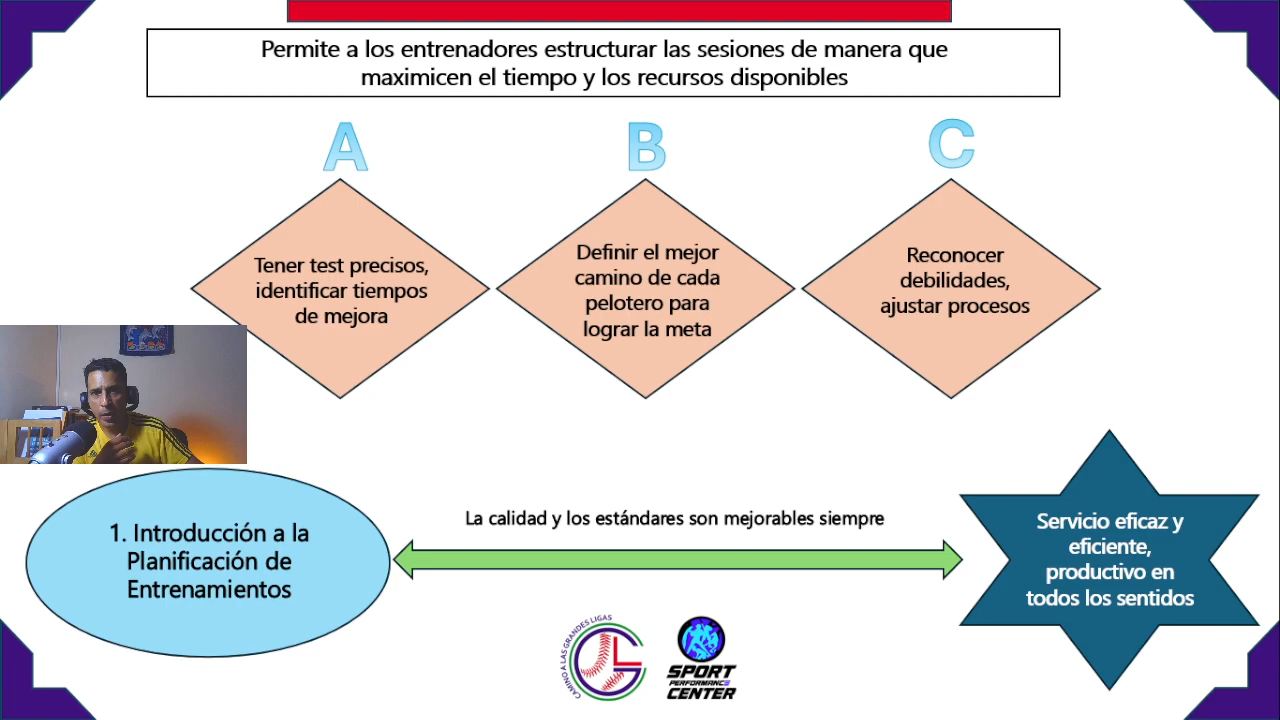 Permite a los entrenadores estructurar las sesiones de manera que
maximicen el tiempo y los recursos disponibles
A
B
C
Tener test precisos,
identificar tiempos
de mejora
Definir el mejor
camino de cada
pelotero para
lograr la meta
Reconocer
debilidades,
ajustar procesos
1. Introducción a la
Planificación de
Entrenamientos
La calidad y los estándares son mejorables siempre
Servicio eficaz y
eficiente,
productivo en
todos los sentidos
CAMINO A LAS GRANDES LIGAS
SPORT
PERFORMANCE
CENTER